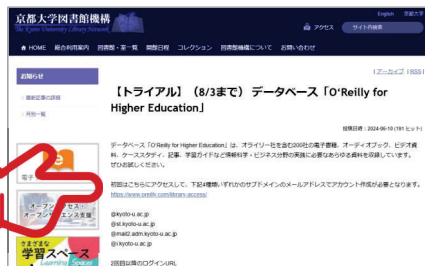 京都大学図書館機構
The Kyoto University Library Network
English 京都大学
アクセス サイト内検索
HOME 総合利用案内 図書館・室一覧 開館日程 コレクション 図書館機構について お問い合わせ
お知らせ
最新記事の詳細
月別一覧
| アーカイブ | RSS |
【トライアル】（8/3まで）データベース「O'Reilly for
Higher Education」
投稿日時 : 2024-06-10 (191 ヒット)
データベース「O'Reilly for Higher Education」は、オライリー社を含む200社の電子書籍、オーディオブック、ビデオ資
料、ケーススタディ、記事、学習ガイドなど情報科学・ビジネス分野の実践に必要なあらゆる資料を収録しています。
ぜひお試しください。
初回はこちらにアクセスして、下記4種類いずれかのサブドメインのメールアドレスでアカウント作成が必要となります。
https://www.oreilly.com/library-access/
@kyoto-u.ac.jp
@st.kyoto-u.ac.jp
@mail2.adm.kyoto-u.ac.jp
@i.kyoto-u.ac.jp
2回目以降のログインURL
e
電子
オープンアクセス・
オープンサイエンス支援
さまざまな
学習スペース
Learning Spaces